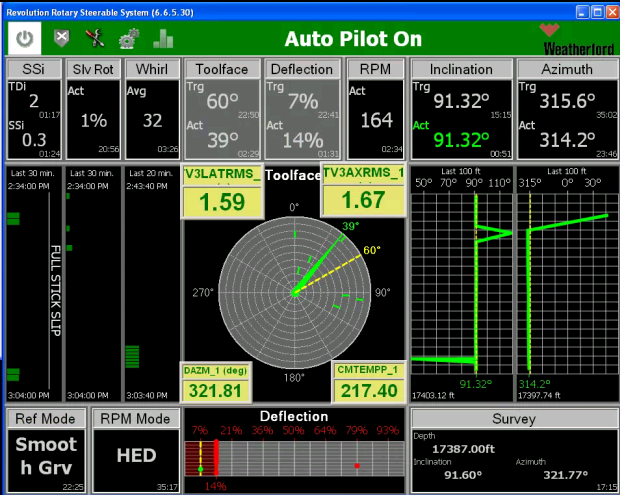 Revolution Rotary Steerable System (6.6.5.30)
Auto Pilot On
Weatherford
SSi
Slv Rot
Whirl
Toolface
Deflection
RPM
Inclination
Azimuth
TDi
2
01:17
SSi
0.3
01:24
Act
1%
20:56
Avg
32
03:26
Trg
60°
22:50
Act
39°
02:29
Trg
7%
22:41
Act
14%
01:31
Act
164
02:34
Trg
91.32°
15:15
Act
91.32°
00:51
Trg
315.6°
35:02
Act
314.2°
23:46
Last 30 min.
2:34:00 PM
FULL STICK SLIP
3:04:00 PM
Last 30 min.
2:34:00 PM
3:04:00 PM
Last 20 min.
2:43:40 PM
3:03:40 PM
TV3LATRMS_
1.59
Toolface
TV3AXRMS_1
1.67
0°
39°
60°
270°
90°
180°
DAZM_1 (deg)
321.81
CMTEMPP_1
217.40
Last 100 ft
50° 70° 90° 110°
91.32°
17403.12 ft
Last 100 ft
315° 0° 30°
314.2°
17397.74 ft
Ref Mode
Smoot
h Grv
22:25
RPM Mode
HED
35:17
Deflection
7% 21% 36% 50% 64% 79% 93%
14%
Survey
Depth
17387.00ft
Inclination
91.60°
Azimuth
321.77°
17:15